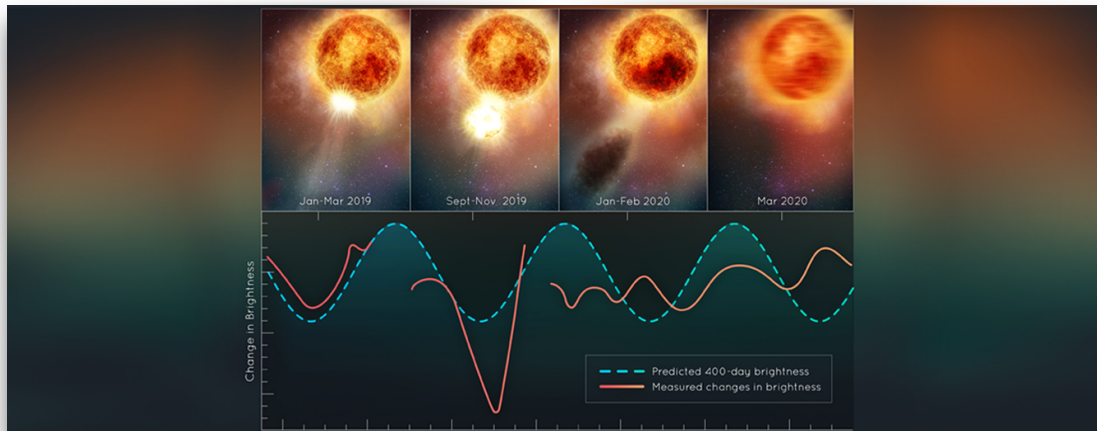 Jan-Mar 2019
Sept-Nov. 2019
Jan-Feb 2020
Mar 2020
Change in Brightness
Predicted 400-day brightness
Measured changes in brightness